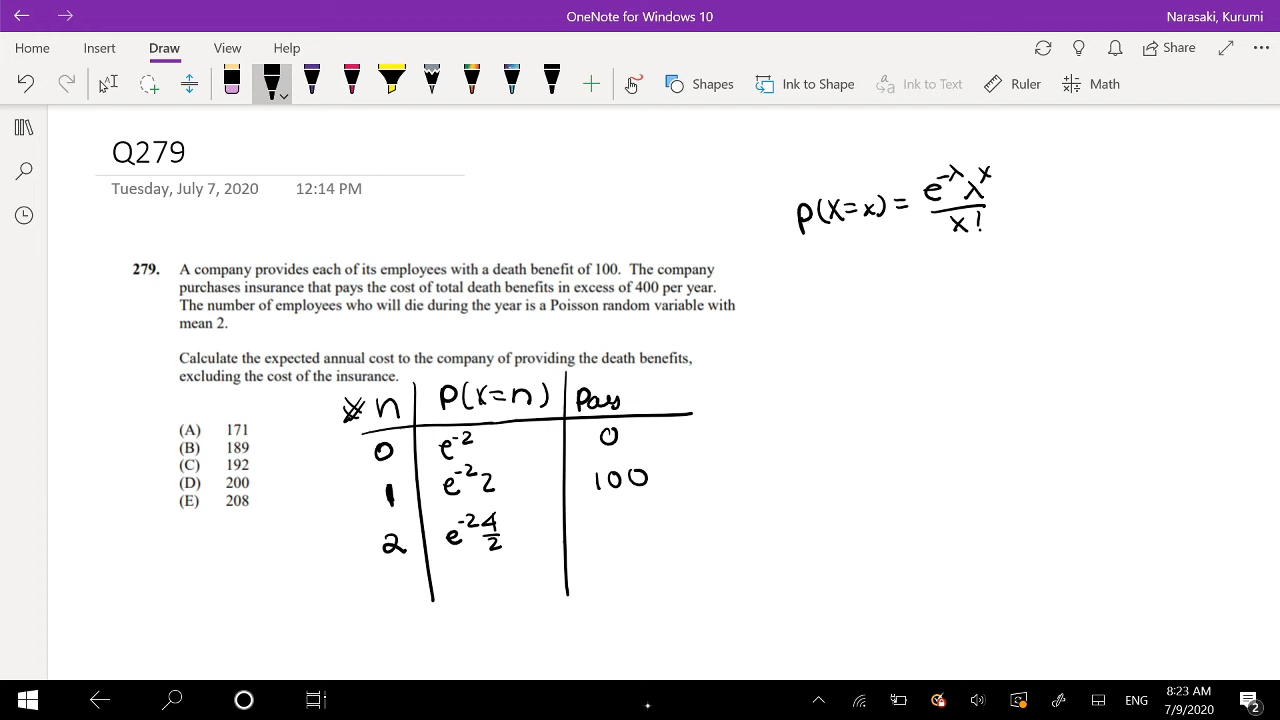 OneNote for Windows 10
Narasaki, Kurumi
Home Insert Draw View Help
Share
Shapes Ink to Shape Ink to Text Ruler Math
Q279
Tuesday, July 7, 2020 12:14 PM
P(X=x) = e^-λ λ^x / x!
279. A company provides each of its employees with a death benefit of 100. The company
purchases insurance that pays the cost of total death benefits in excess of 400 per year.
The number of employees who will die during the year is a Poisson random variable with
mean 2.
Calculate the expected annual cost to the company of providing the death benefits,
excluding the cost of the insurance.
(A) 171
(B) 189
(C) 192
(D) 200
(E) 208
n P(X=n) Pays
0 e^-2 0
1 e^-2 2 100
2 e^-2 4/2
ENG
8:23 AM
7/9/2020
2